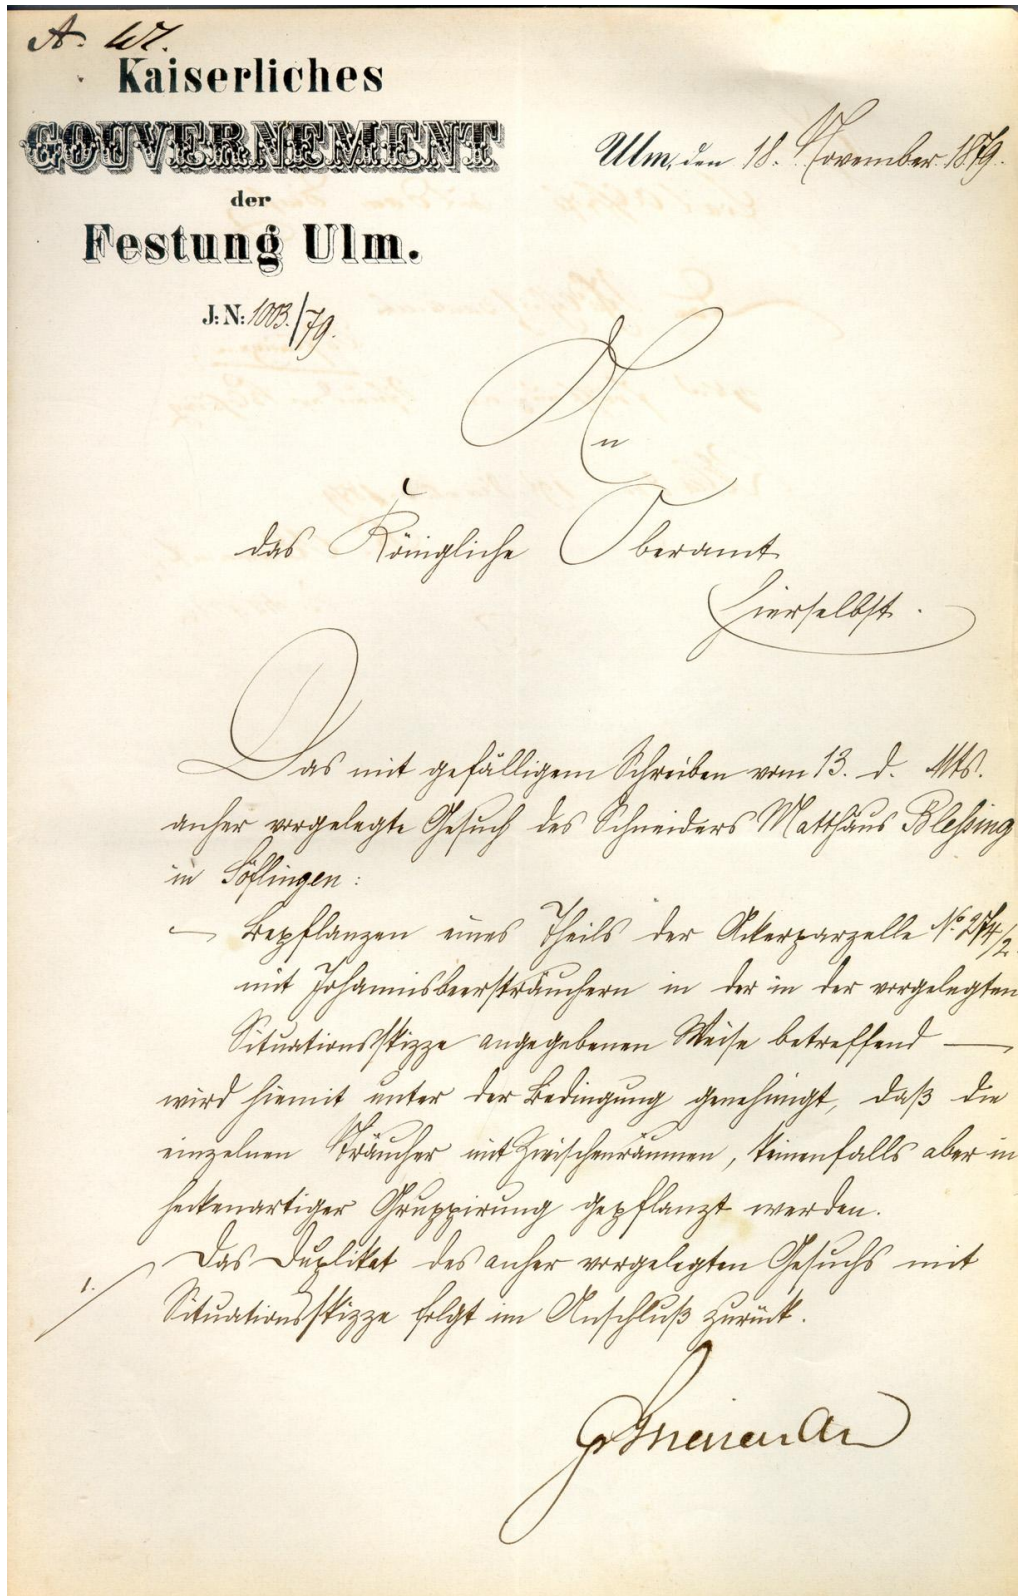 Kaiserliches
GOUVERNEMENT
der
Festung Ulm.
J: N: 1003./79.
Ulm, den 18. November 1879.
An
das Königliche Oberamt
hierselbst.
Das mit gefälligem Schreiben vom 13. d. Mts.
anher vorgelegte Gesuch des Schneiders Matthäus Blessing
in Söflingen:
— Bepflanzen eines Theils der Ackerparzelle No 274/2.
mit Johannisbeersträuchern in der in der vorgelegten
Situationsskizze angegebenen Weise betreffend —
wird hiemit unter der Bedingung genehmigt, daß die
einzelnen Sträucher mit Zwischenräumen, keinenfalls aber in
heckenartiger Gruppirung gepflanzt werden.
Das Duplikat des anher vorgelegten Gesuchs mit
1./
Situationsskizze folgt im Anschluß zurück.